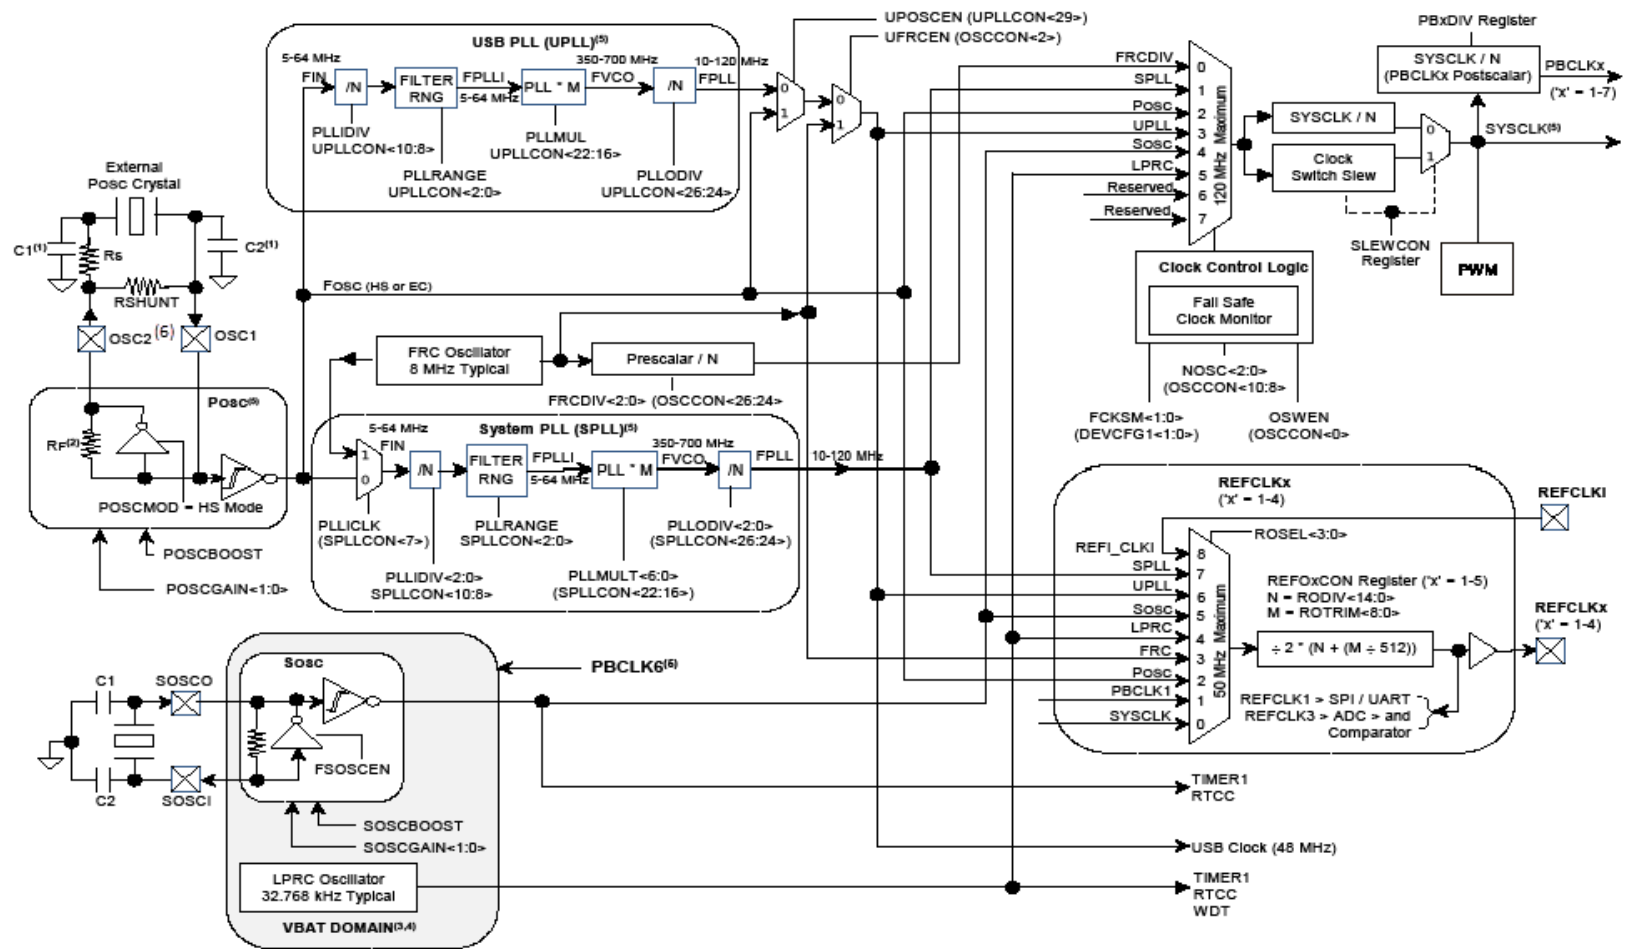 USB PLL (UPLL)(5)
5-64 MHz
FIN
/N
FILTER
RNG
FPLLI
5-64 MHz
PLL * M
350-700 MHz
FVCO
/N
10-120 MHz
FPLL
PLLIDIV
UPLLCON<10:8>
PLLRANGE
UPLLCON<2:0>
PLLMUL
UPLLCON<22:16>
PLLODIV
UPLLCON<26:24>
0
1
0
1
UPOSCEN (UPLLCON<29>)
UFRCEN (OSCCON<2>)
FRCDIV
SPLL
POSC
UPLL
SOSC
LPRC
Reserved
Reserved
0
1
2
3
4
5
6
7
120 MHz Maximum
PBxDIV Register
SYSCLK / N
(PBCLKx Postscalar)
PBCLKx
('x' = 1-7)
SYSCLK / N
Clock
Switch Slew
0
1
SYSCLK(5)
SLEWCON
Register
PWM
Clock Control Logic
Fail Safe
Clock Monitor
NOSC<2:0>
(OSCCON<10:8>
FCKSM<1:0>
(DEVCFG1<1:0>)
OSWEN
(OSCCON<0>
External
POSC Crystal
C1(1)
Rs
C2(1)
RSHUNT
OSC2
(6)
OSC1
POSC(6)
RF(2)
POSCMOD = HS Mode
POSCBOOST
POSCGAIN<1:0>
FOSC (HS or EC)
FRC Oscillator
8 MHz Typical
Prescalar / N
FRCDIV<2:0> (OSCCON<26:24>
System PLL (SPLL)(5)
5-64 MHz
FIN
1
0
/N
FILTER
RNG
FPLLI
5-64 MHz
PLL * M
350-700 MHz
FVCO
/N
FPLL
10-120 MHz
PLLICLK
(SPLLCON<7>)
PLLRANGE
SPLLCON<2:0>
PLLODIV<2:0>
(SPLLCON<26:24>)
PLLIDIV<2:0>
SPLLCON<10:8>
PLLMULT<6:0>
(SPLLCON<22:16>)
REFCLKx
('x' = 1-4)
REFCLKI
ROSEL<3:0>
REFI_CLKI
SPLL
UPLL
SOSC
LPRC
FRC
POSC
PBCLK1
SYSCLK
8
7
6
5
4
3
2
1
0
50 MHz Maximum
REFOxCON Register ('x' = 1-5)
N = RODIV<14:0>
M = ROTRIM<8:0>
÷ 2 * (N + (M ÷ 512))
REFCLKx
('x' = 1-4)
REFCLK1 > SPI / UART
REFCLK3 > ADC > and
Comparator
SOSC
PBCLK6(6)
C1
SOSCO
C2
SOSCI
FSOSCEN
SOSCBOOST
SOSCGAIN<1:0>
LPRC Oscillator
32.768 kHz Typical
VBAT DOMAIN(3,4)
TIMER1
RTCC
USB Clock (48 MHz)
TIMER1
RTCC
WDT